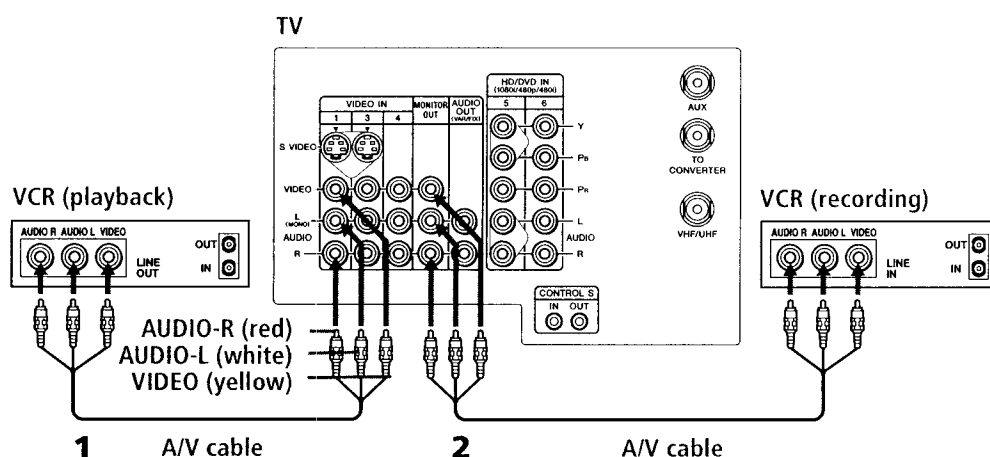 TV
HD/DVD IN
(1080i/480p/480i)
5 6
VIDEO IN
1 3 4
MONITOR
OUT
AUDIO
OUT
(VAR/FIX)
S VIDEO
VIDEO
L
(MONO)
AUDIO
R
Y
PB
PR
L
AUDIO
R
AUX
TO
CONVERTER
VHF/UHF
CONTROL S
IN OUT
VCR (playback)
AUDIO R AUDIO L VIDEO
LINE
OUT
OUT
IN
VCR (recording)
AUDIO R AUDIO L VIDEO
LINE
IN
OUT
IN
AUDIO-R (red)
AUDIO-L (white)
VIDEO (yellow)
1 A/V cable
2 A/V cable